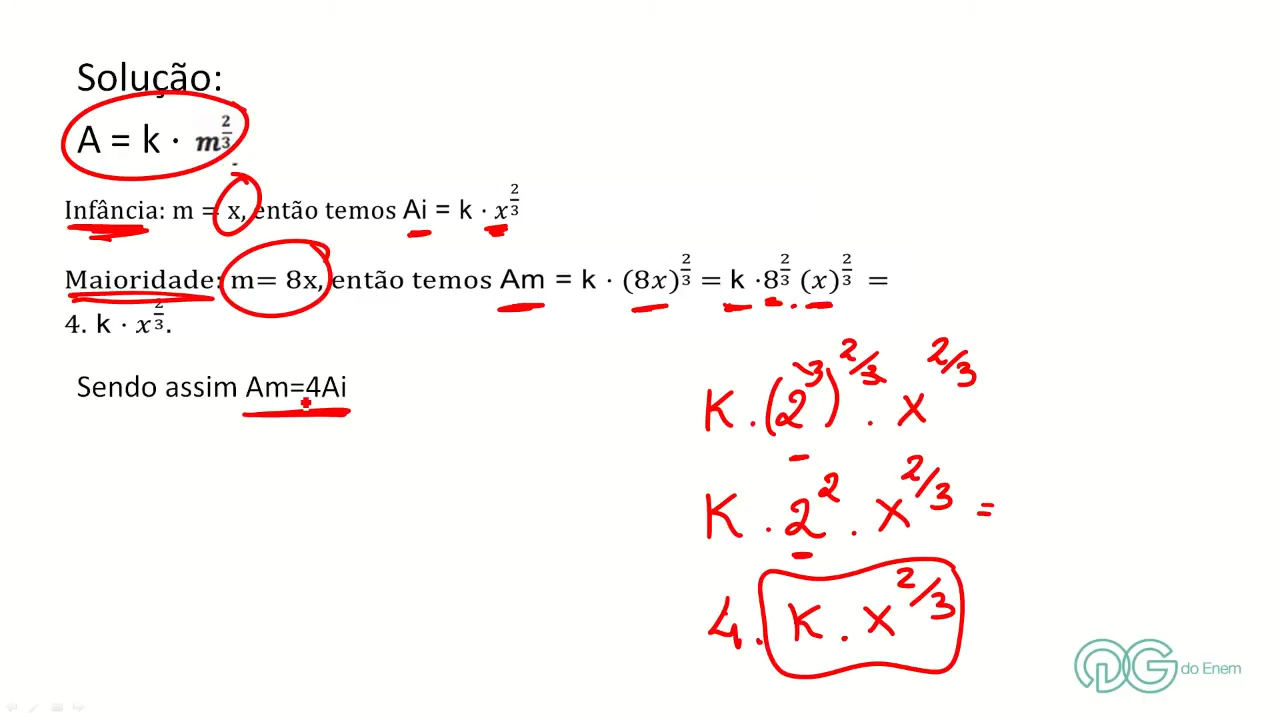 Solução:
A = k · m^{2/3}
Infância: m = x, então temos Ai = k · x^{2/3}
Maioridade: m= 8x, então temos Am = k · (8x)^{2/3} = k ·8^{2/3} (x)^{2/3} =
4. k · x^{2/3}.
Sendo assim Am=4Ai
K . (2^3)^{2/3} . x^{2/3}
K . 2^2 . x^{2/3} =
4 . K . x^{2/3}
QG do Enem